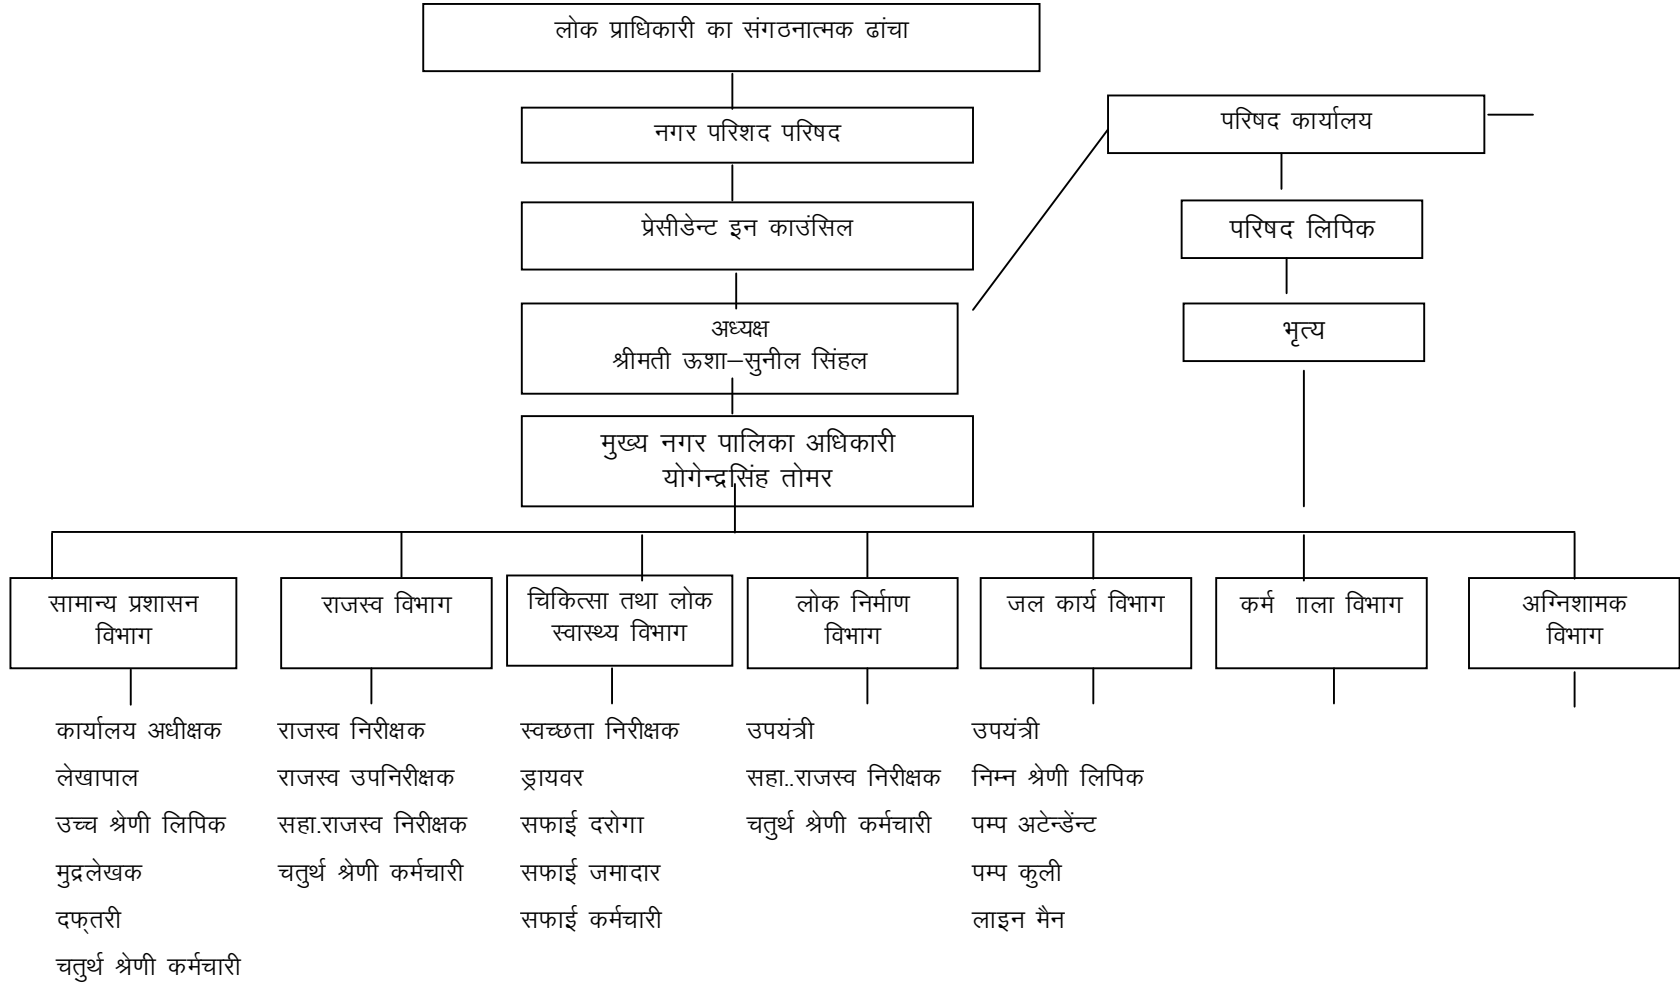 लोक प्राधिकारी का संगठनात्मक ढांचा
नगर परिशद परिषद
प्रेसीडेन्ट इन काउंसिल
अध्यक्ष
श्रीमती ऊशा–सुनील सिंहल
मुख्य नगर पालिका अधिकारी
योगेन्द्रसिंह तोमर
परिषद कार्यालय
परिषद लिपिक
भृत्य
सामान्य प्रशासन
विभाग
राजस्व विभाग
चिकित्सा तथा लोक
स्वास्थ्य विभाग
लोक निर्माण
विभाग
जल कार्य विभाग
कर्म ााला विभाग
अग्निशामक
विभाग
कार्यालय अधीक्षक
लेखापाल
उच्च श्रेणी लिपिक
मुद्रलेखक
दफ्तरी
चतुर्थ श्रेणी कर्मचारी
राजस्व निरीक्षक
राजस्व उपनिरीक्षक
सहा.राजस्व निरीक्षक
चतुर्थ श्रेणी कर्मचारी
स्वच्छता निरीक्षक
ड्रायवर
सफाई दरोगा
सफाई जमादार
सफाई कर्मचारी
उपयंत्री
सहा..राजस्व निरीक्षक
चतुर्थ श्रेणी कर्मचारी
उपयंत्री
निम्न श्रेणी लिपिक
पम्प अटेन्डेंन्ट
पम्प कुली
लाइन मैन